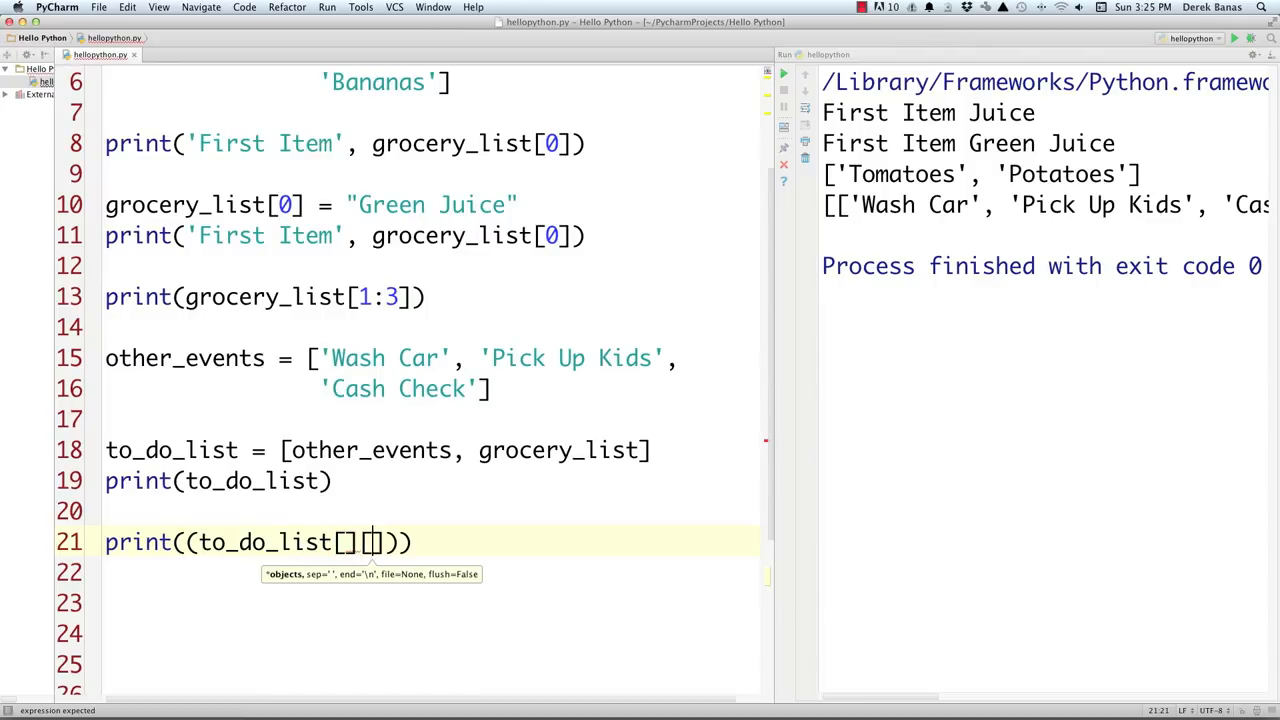 PyCharm File Edit View Navigate Code Refactor Run Tools VCS Window Help 10 Sun 3:25 PM Derek Banas
hellopython.py - Hello Python - [~/PycharmProjects/Hello Python]
Hello Python hellopython.py hellopython
hellopython.py Run hellopython
Hello P
hell
Externa
6 'Bananas']
7
8 print('First Item', grocery_list[0])
9
10 grocery_list[0] = "Green Juice"
11 print('First Item', grocery_list[0])
12
13 print(grocery_list[1:3])
14
15 other_events = ['Wash Car', 'Pick Up Kids',
16 'Cash Check']
17
18 to_do_list = [other_events, grocery_list]
19 print(to_do_list)
20
21 print((to_do_list[][]))
*objects, sep=' ', end='\n', file=None, flush=False
22
23
24
25
26
/Library/Frameworks/Python.framewo
First Item Juice
First Item Green Juice
['Tomatoes', 'Potatoes']
[['Wash Car', 'Pick Up Kids', 'Cas
Process finished with exit code 0
expression expected 21:21 LF UTF-8